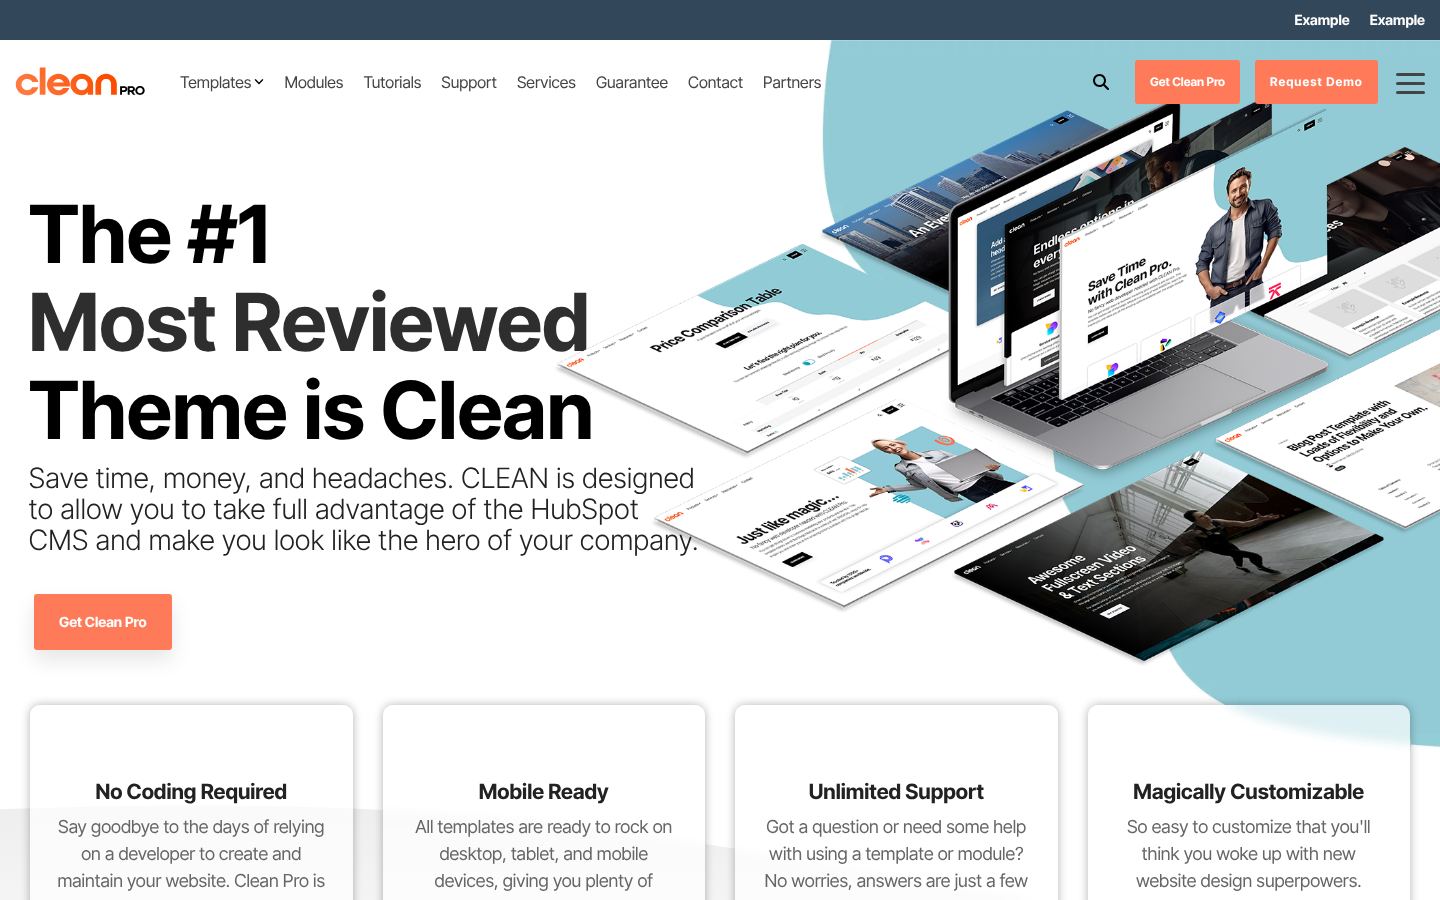 Example Example
clean PRO
Templates Modules Tutorials Support Services Guarantee Contact Partners
Get Clean Pro
Request Demo
The #1
Most Reviewed
Theme is Clean
Save time, money, and headaches. CLEAN is designed
to allow you to take full advantage of the HubSpot
CMS and make you look like the hero of your company.
Get Clean Pro
Price Comparison Table
Let's find the right plan for you.
Save Time
with Clean Pro.
Just like magic...
Awesome
Fullscreen Video
& Text Sections
Blog Post Template with
Loads of Flexibility and
Options to Make Your Own.
No Coding Required
Say goodbye to the days of relying
on a developer to create and
maintain your website. Clean Pro is
Mobile Ready
All templates are ready to rock on
desktop, tablet, and mobile
devices, giving you plenty of
Unlimited Support
Got a question or need some help
with using a template or module?
No worries, answers are just a few
Magically Customizable
So easy to customize that you'll
think you woke up with new
website design superpowers.